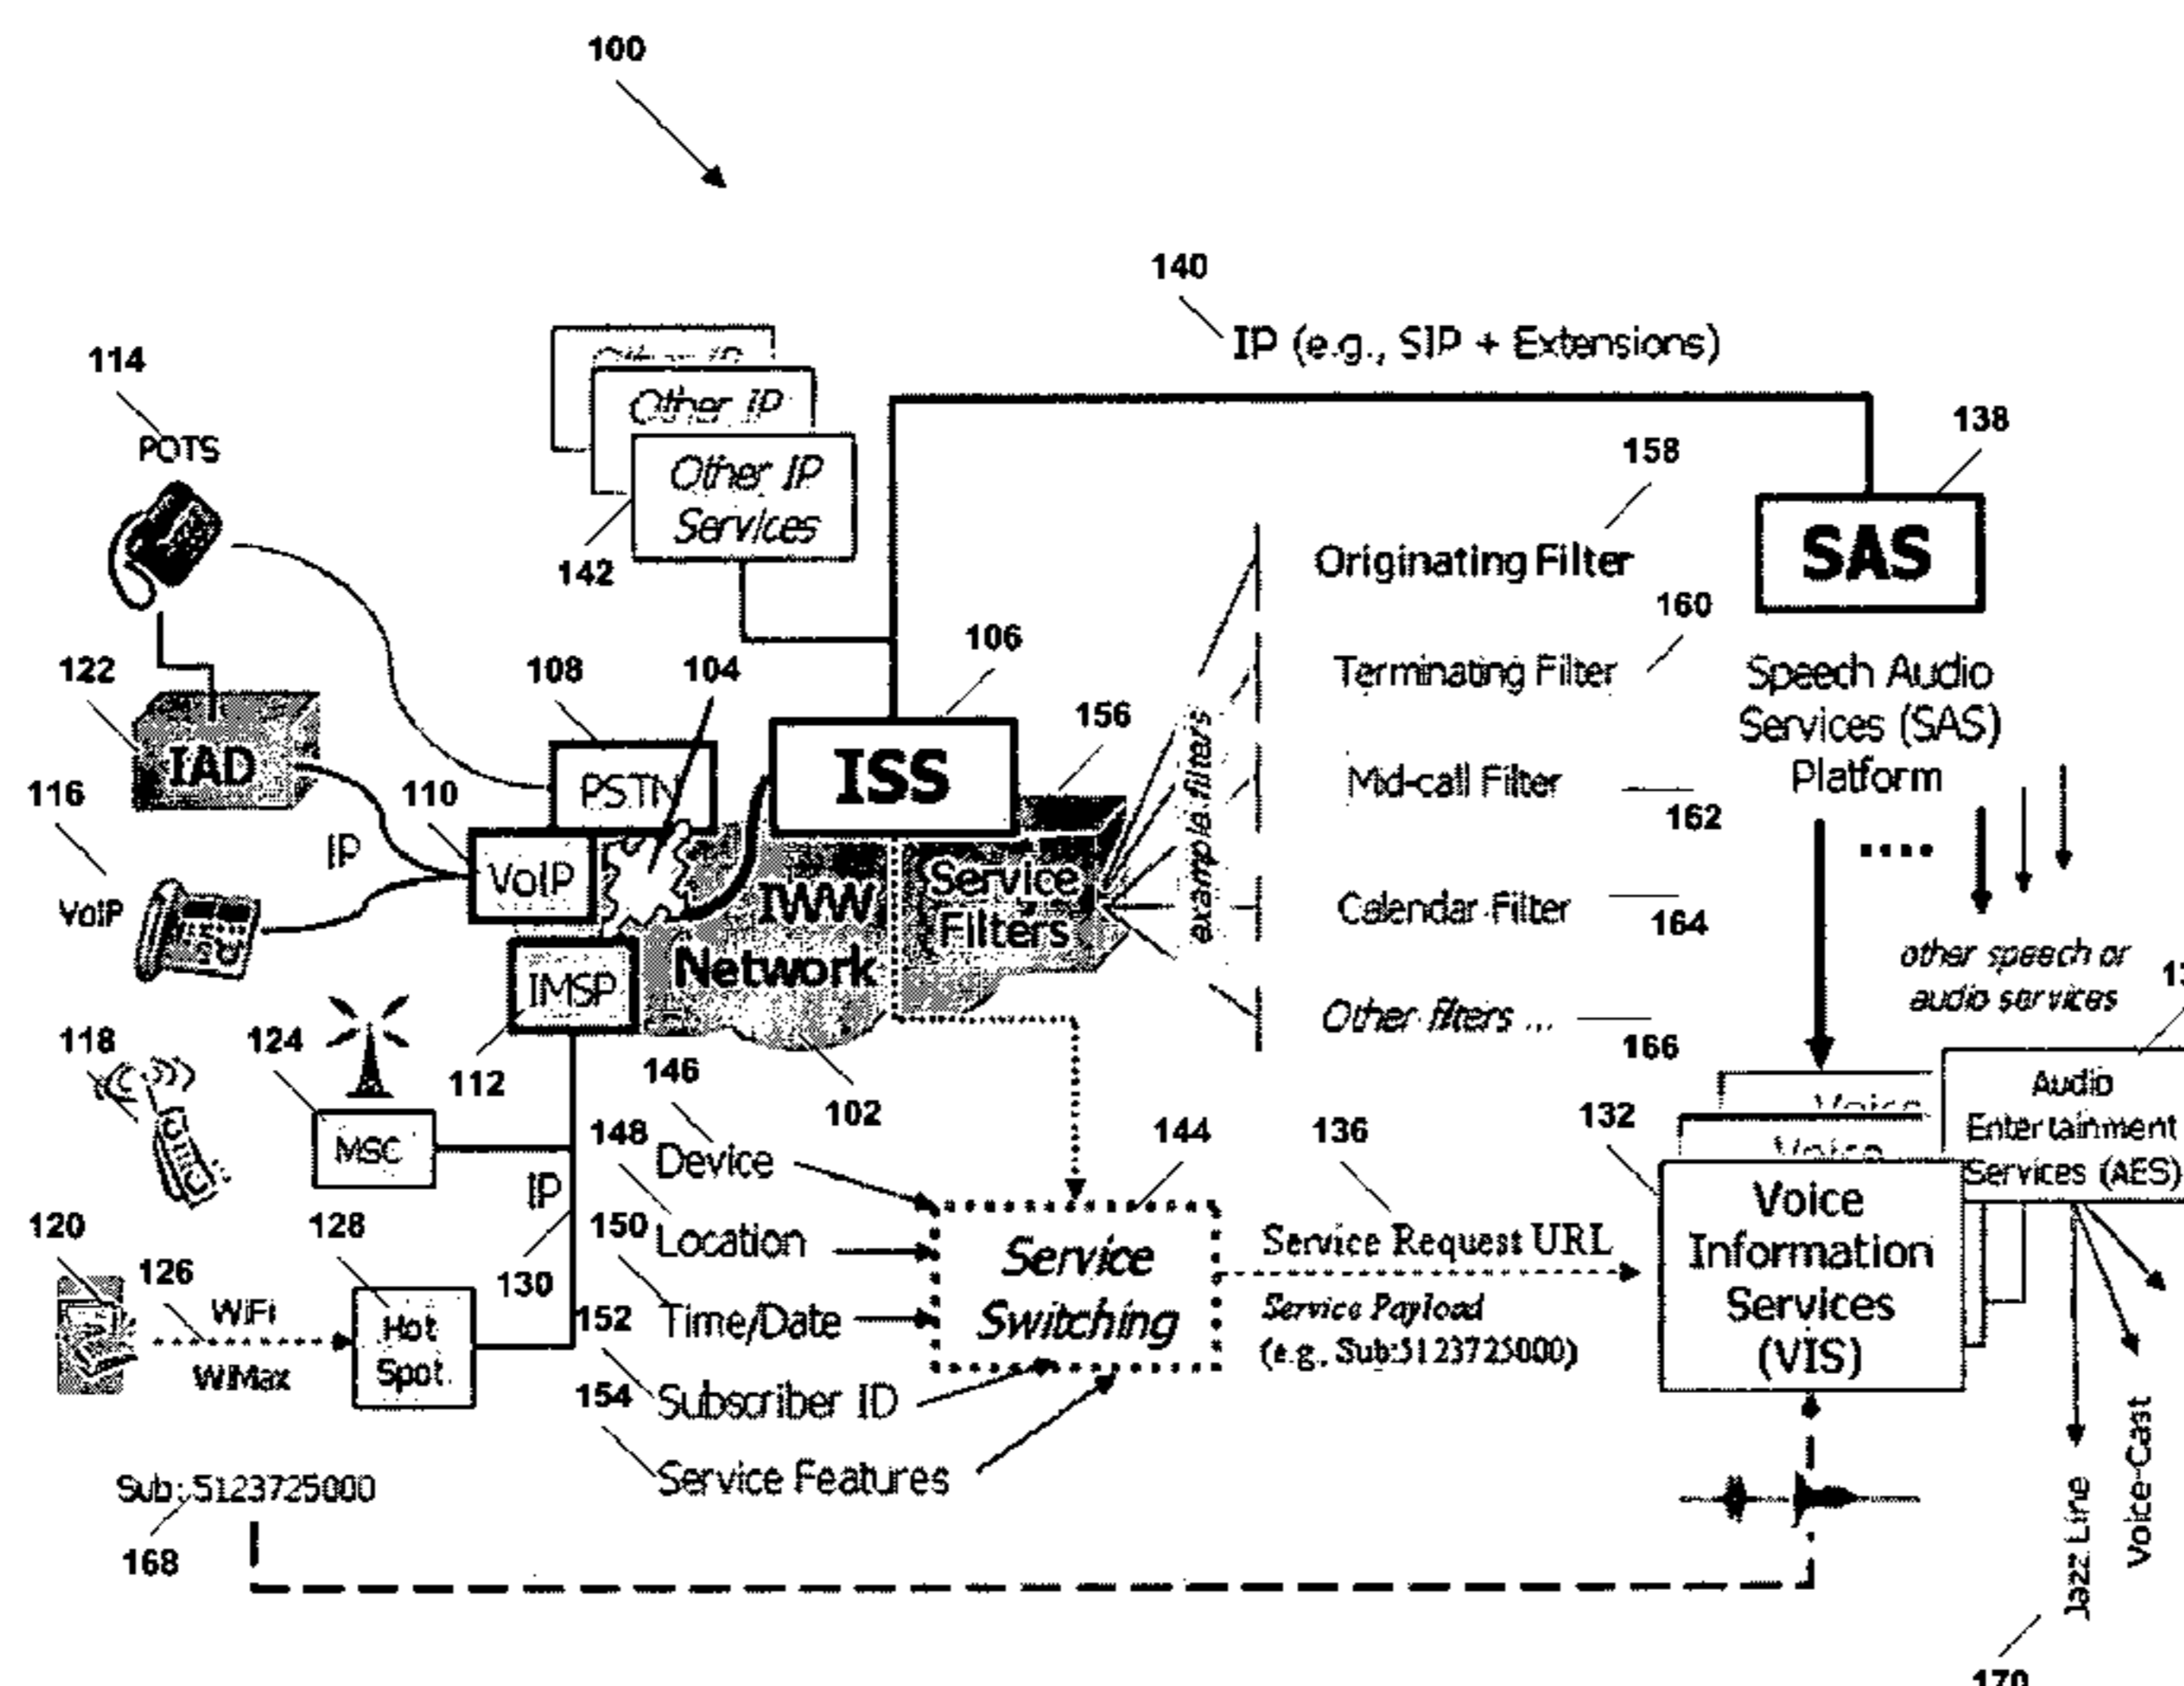 100
140
IP (e.g., SIP + Extensions)
114
POTS
Other IP
Other IP
Other IP
Services
142
158
138
Originating Filter
SAS
160
Terminating Filter
Speech Audio
Services (SAS)
Platform
106
122
108
104
156
IAD
PSTN
ISS
example filters
Mid-call Filter
162
116
110
IP
VoIP
VoIP
IWW
Network
Service
Filters
Calendar Filter
164
other speech or
audio services
IMSP
Other filters ...
166
118
124
112
146
102
MSC
IP
130
148
Device
144
136
132
Voice
Voice
Audio
Entertainment
Services (AES)
120
126
128
WiFi
WiMax
Hot
Spot
150
Location
152
Time/Date
154
Subscriber ID
Service Features
Service
Switching
Service Request URL
Service Payload
(e.g., Sub:5123725000)
Voice
Information
Services
(VIS)
Sub: 5123725000
168
Jazz Line
Voice-Cast
170